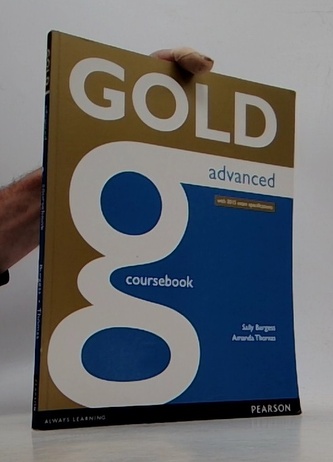 GOLD
advanced
with 2015 exam specifications
coursebook
Sally Burgess
Amanda Thomas
ALWAYS LEARNING
PEARSON